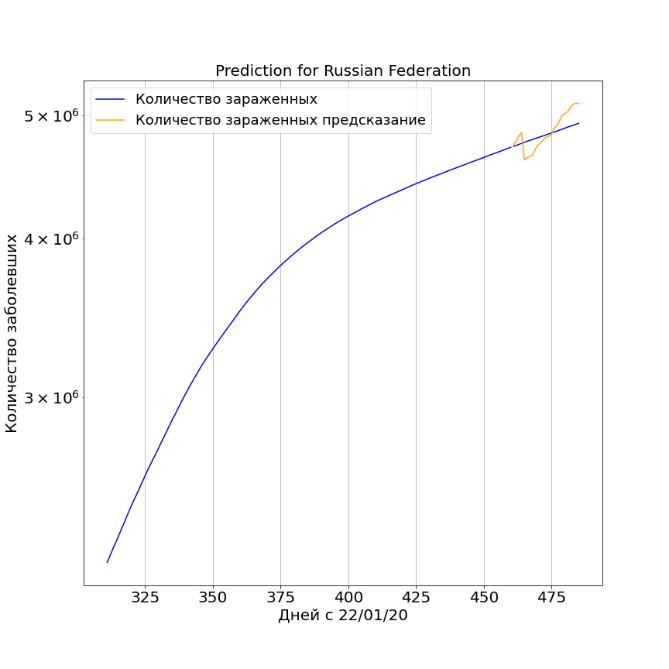 Prediction for Russian Federation
Количество зараженных
Количество зараженных предсказание
5 × 10⁶
4 × 10⁶
3 × 10⁶
Количество заболевших
325 350 375 400 425 450 475
Дней с 22/01/20